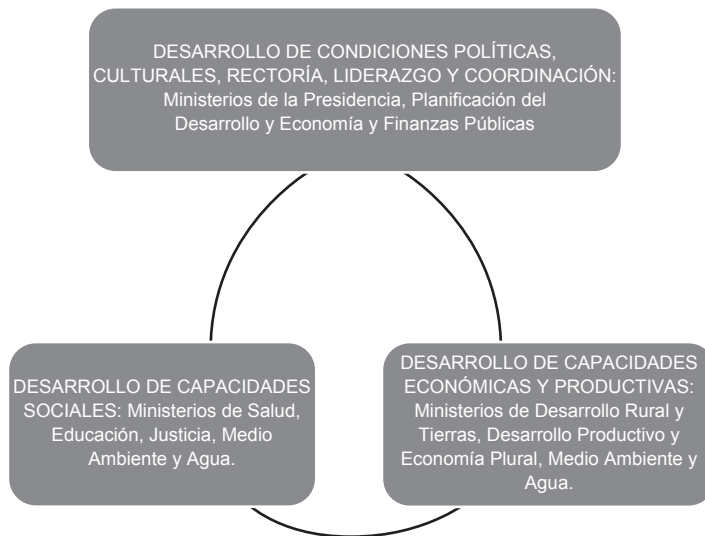 DESARROLLO DE CONDICIONES POLÍTICAS,
CULTURALES, RECTORÍA, LIDERAZGO Y COORDINACIÓN:
Ministerios de la Presidencia, Planificación del
Desarrollo y Economía y Finanzas Públicas
DESARROLLO DE CAPACIDADES
SOCIALES: Ministerios de Salud,
Educación, Justicia, Medio
Ambiente y Agua.
DESARROLLO DE CAPACIDADES
ECONÓMICAS Y PRODUCTIVAS:
Ministerios de Desarrollo Rural y
Tierras, Desarrollo Productivo y
Economía Plural, Medio Ambiente y
Agua.